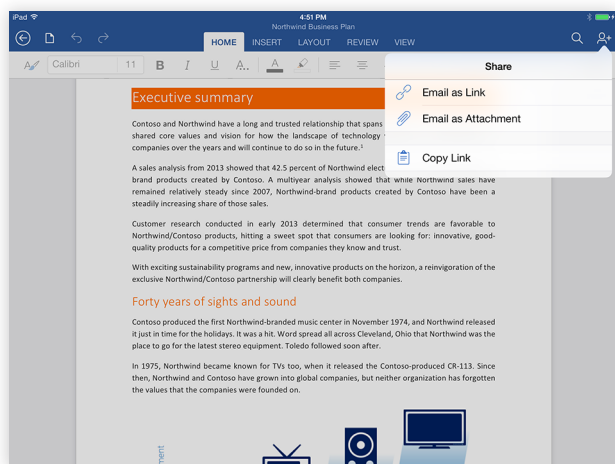 iPad 4:51 PM
Northwind Business Plan
HOME INSERT LAYOUT REVIEW VIEW
Calibri 11 B I U A.. A
Share
Email as Link
Email as Attachment
Copy Link
Executive summary
Contoso and Northwind have a long and trusted relationship that spans
shared core values and vision for how the landscape of technology
companies over the years and will continue to do so in the future.¹
A sales analysis from 2013 showed that 42.5 percent of Northwind elect
brand products created by Contoso. A multiyear analysis showed that while Northwind sales have
remained relatively steady since 2007, Northwind-brand products created by Contoso have been a
steadily increasing share of those sales.
Customer research conducted in early 2013 determined that consumer trends are favorable to
Northwind/Contoso products, hitting a sweet spot that consumers are looking for: innovative, good-
quality products for a competitive price from companies they know and trust.
With exciting sustainability programs and new, innovative products on the horizon, a reinvigoration of the
exclusive Northwind/Contoso partnership will clearly benefit both companies.
Forty years of sights and sound
Contoso produced the first Northwind-branded music center in November 1974, and Northwind released
it just in time for the holidays. It was a hit. Word spread all across Cleveland, Ohio that Northwind was the
place to go for the latest stereo equipment. Toledo followed soon after.
In 1975, Northwind became known for TVs too, when it released the Contoso-produced CR-113. Since
then, Northwind and Contoso have grown into global companies, but neither organization has forgotten
the values that the companies were founded on.